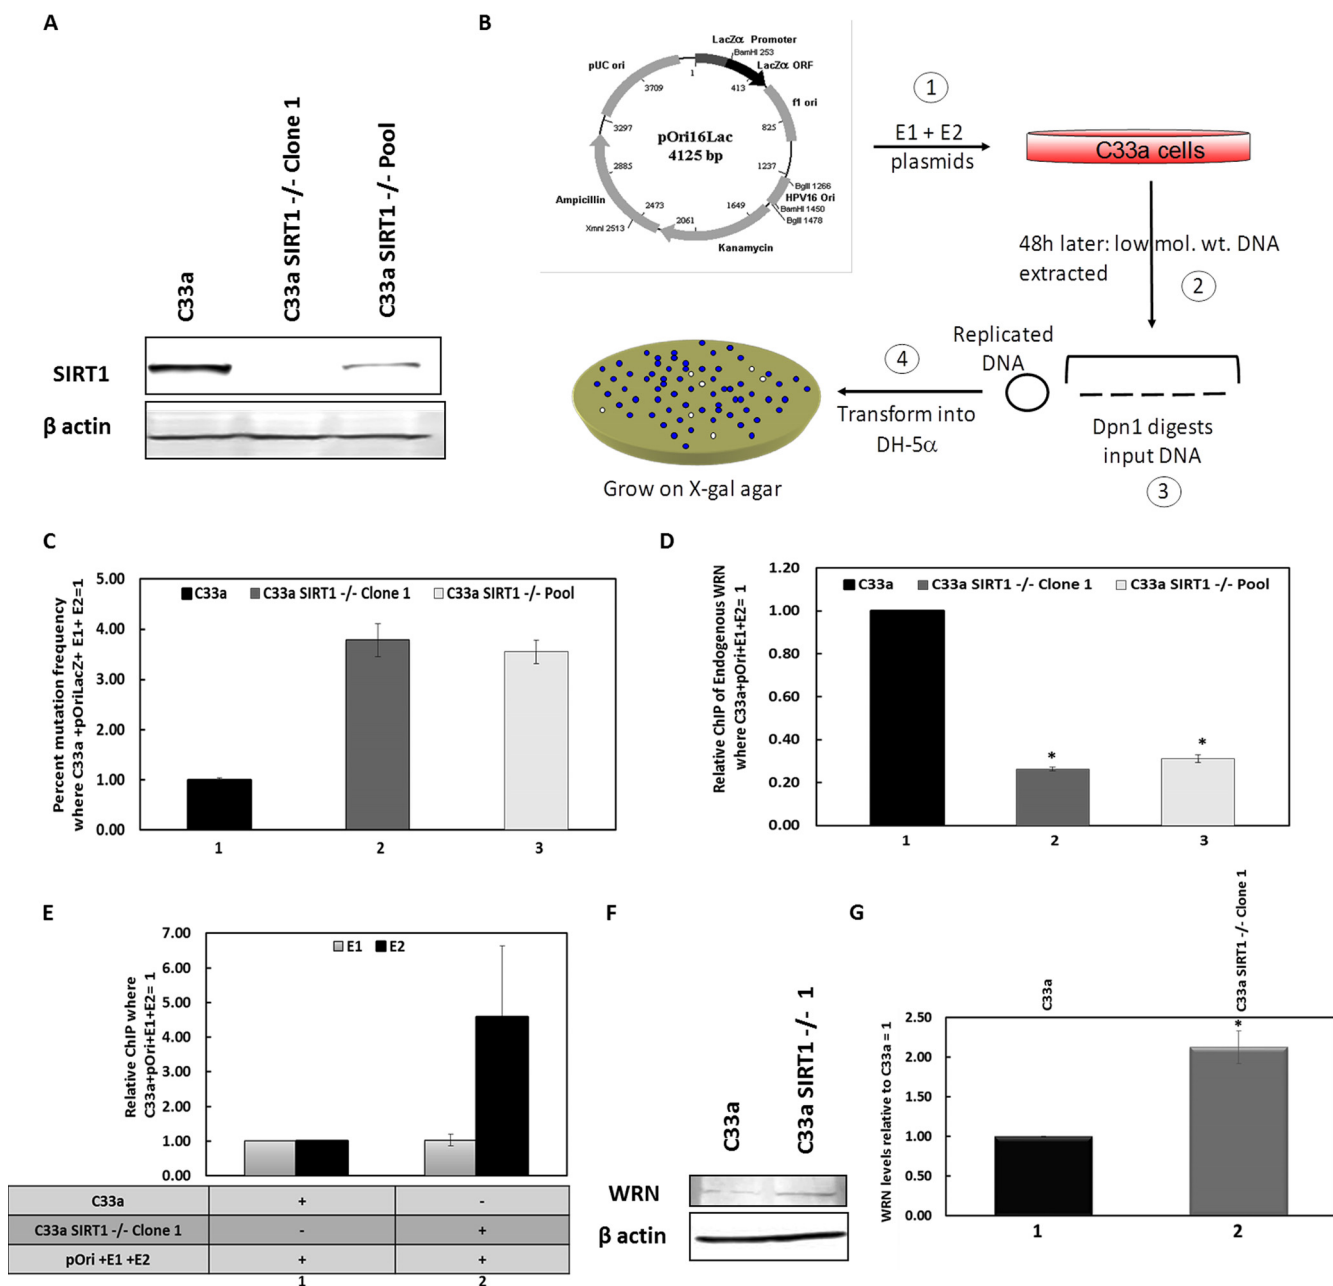 A
C33a
C33a SIRT1 -/- Clone 1
C33a SIRT1 -/- Pool
SIRT1
β actin
B
LacZα Promoter
BamHI 253
LacZα ORF
pUC ori
1
3709
413
f1 ori
3297
825
pOri16Lac
4125 bp
2885
1237
BglI 1266
HPV16 Ori
Ampicillin
2473
1649
BamHI 1450
BglI 1478
XmnI 2513
2061
Kanamycin
1
E1 + E2
plasmids
C33a cells
48h later: low mol. wt. DNA
extracted
2
Replicated
DNA
4
Transform into
DH-5α
Dpn1 digests
input DNA
3
Grow on X-gal agar
C
Percent mutation frequency
where C33a +pOriLacZ+ E1+ E2=1
5.00
4.00
3.00
2.00
1.00
0.00
C33a
C33a SIRT1 -/- Clone 1
C33a SIRT1 -/- Pool
1
2
3
D
Relative ChIP of Endogenous WRN
where C33a+pOri+E1+E2= 1
1.20
1.00
0.80
0.60
0.40
0.20
0.00
C33a
C33a SIRT1 -/- Clone 1
C33a SIRT1 -/- Pool
*
*
1
2
3
E
Relative ChIP where
C33a+pOri+E1+E2= 1
7.00
6.00
5.00
4.00
3.00
2.00
1.00
0.00
E1
E2
C33a + -
C33a SIRT1 -/- Clone 1 - +
pOri +E1 +E2 + +
1 2
F
C33a
C33a SIRT1 -/- 1
WRN
β actin
G
C33a
C33a SIRT1 -/- Clone 1
WRN levels relative to C33a = 1
2.50
2.00
1.50
1.00
0.50
0.00
*
1
2